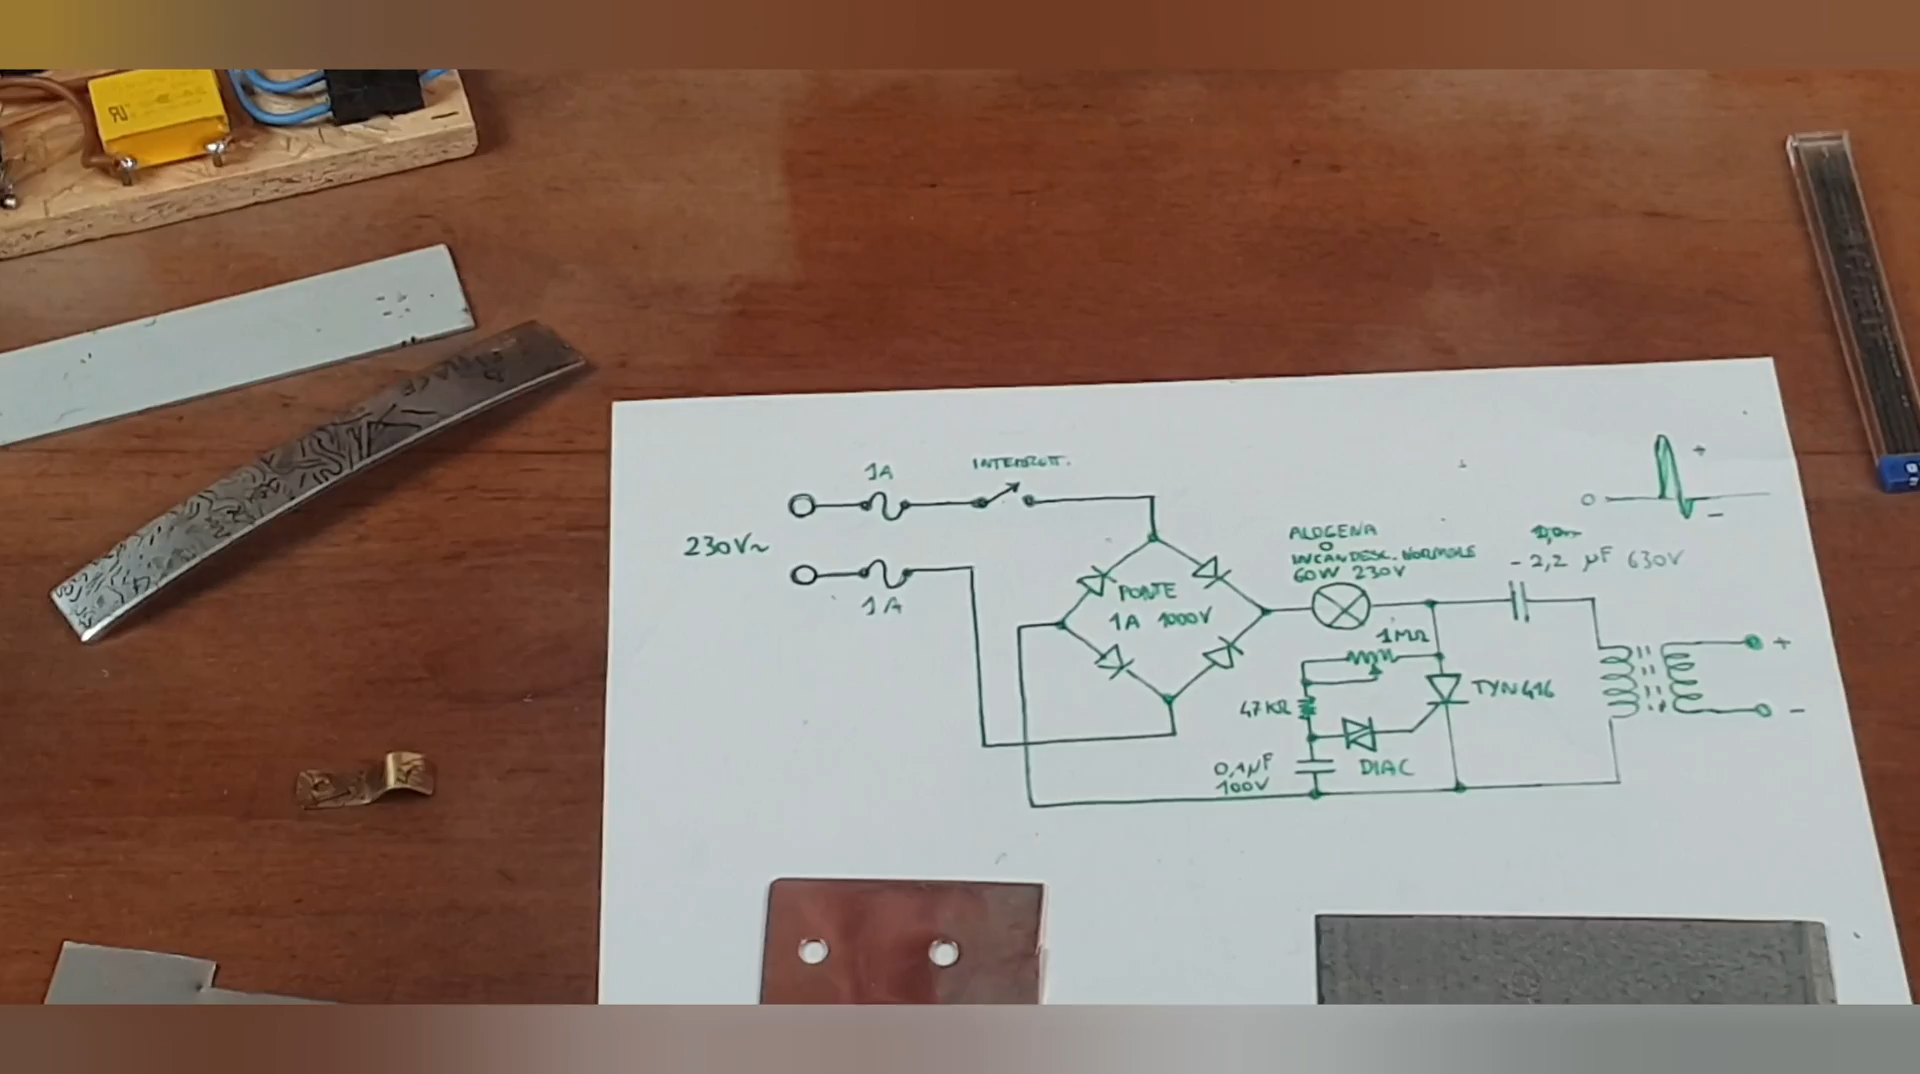 1A
INTERRUTT.
230V~
1A
PONTE
1A 1000V
ALOGENA
O
INCANDESC. NORMALE
60W 230V
- 2,2 µF 630V
+
0
-
1MΩ
47KΩ
TYN616
0,1µF
100V
DIAC
+
-